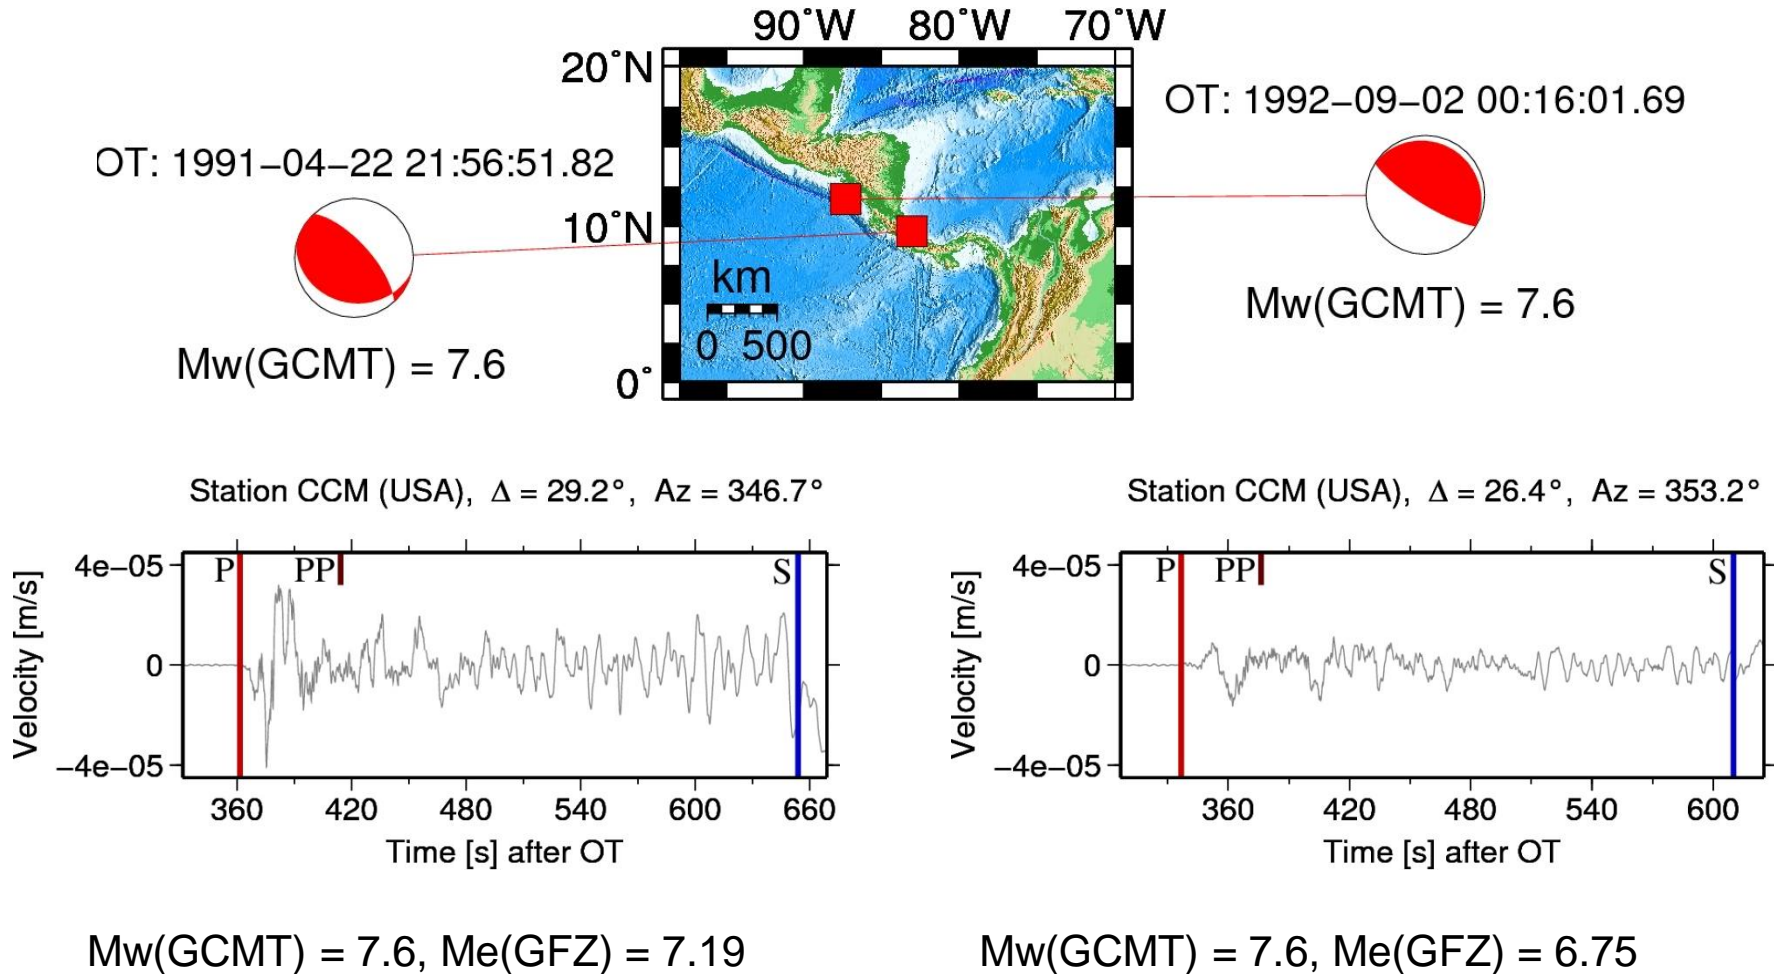 90°W 80°W 70°W
20°N
OT: 1992-09-02 00:16:01.69
OT: 1991-04-22 21:56:51.82
10°N
km
0 500
Mw(GCMT) = 7.6
Mw(GCMT) = 7.6
0°
Station CCM (USA), Δ = 29.2°, Az = 346.7°
4e-05
0
-4e-05
Velocity [m/s]
P PP S
360 420 480 540 600 660
Time [s] after OT
Station CCM (USA), Δ = 26.4°, Az = 353.2°
4e-05
0
-4e-05
Velocity [m/s]
P PP S
360 420 480 540 600
Time [s] after OT
Mw(GCMT) = 7.6, Me(GFZ) = 7.19
Mw(GCMT) = 7.6, Me(GFZ) = 6.75